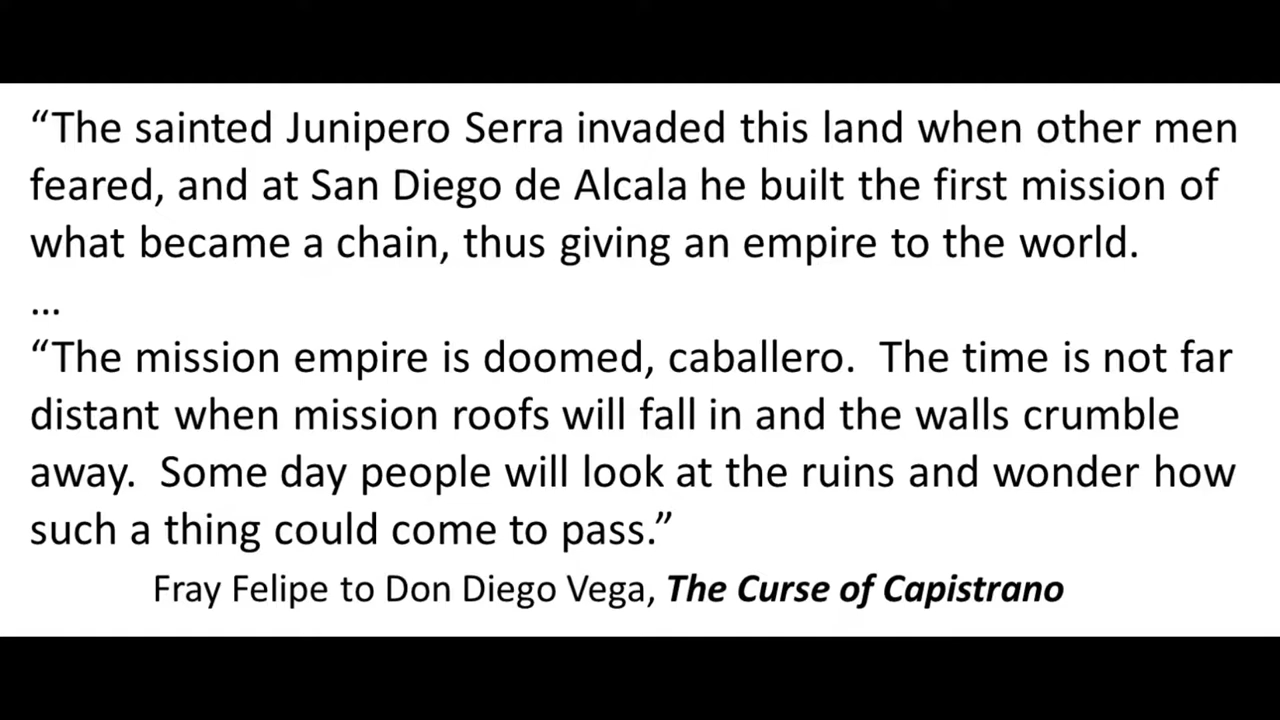 “The sainted Junipero Serra invaded this land when other men
feared, and at San Diego de Alcala he built the first mission of
what became a chain, thus giving an empire to the world.
...
“The mission empire is doomed, caballero.  The time is not far
distant when mission roofs will fall in and the walls crumble
away.  Some day people will look at the ruins and wonder how
such a thing could come to pass.”
Fray Felipe to Don Diego Vega, The Curse of Capistrano